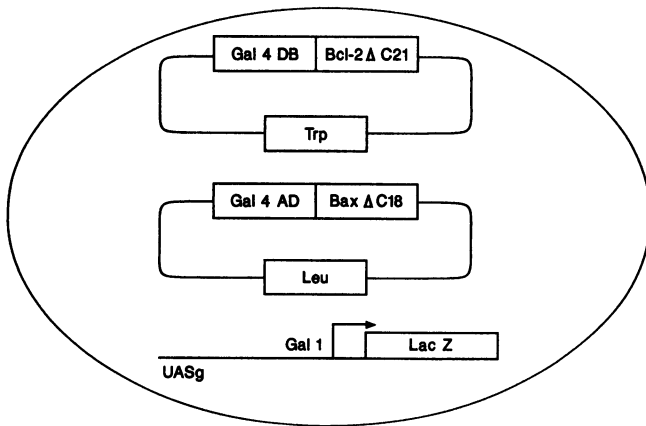 Gal 4 DB Bcl-2 Δ C21
Trp
Gal 4 AD Bax Δ C18
Leu
Gal 1 Lac Z
UASg